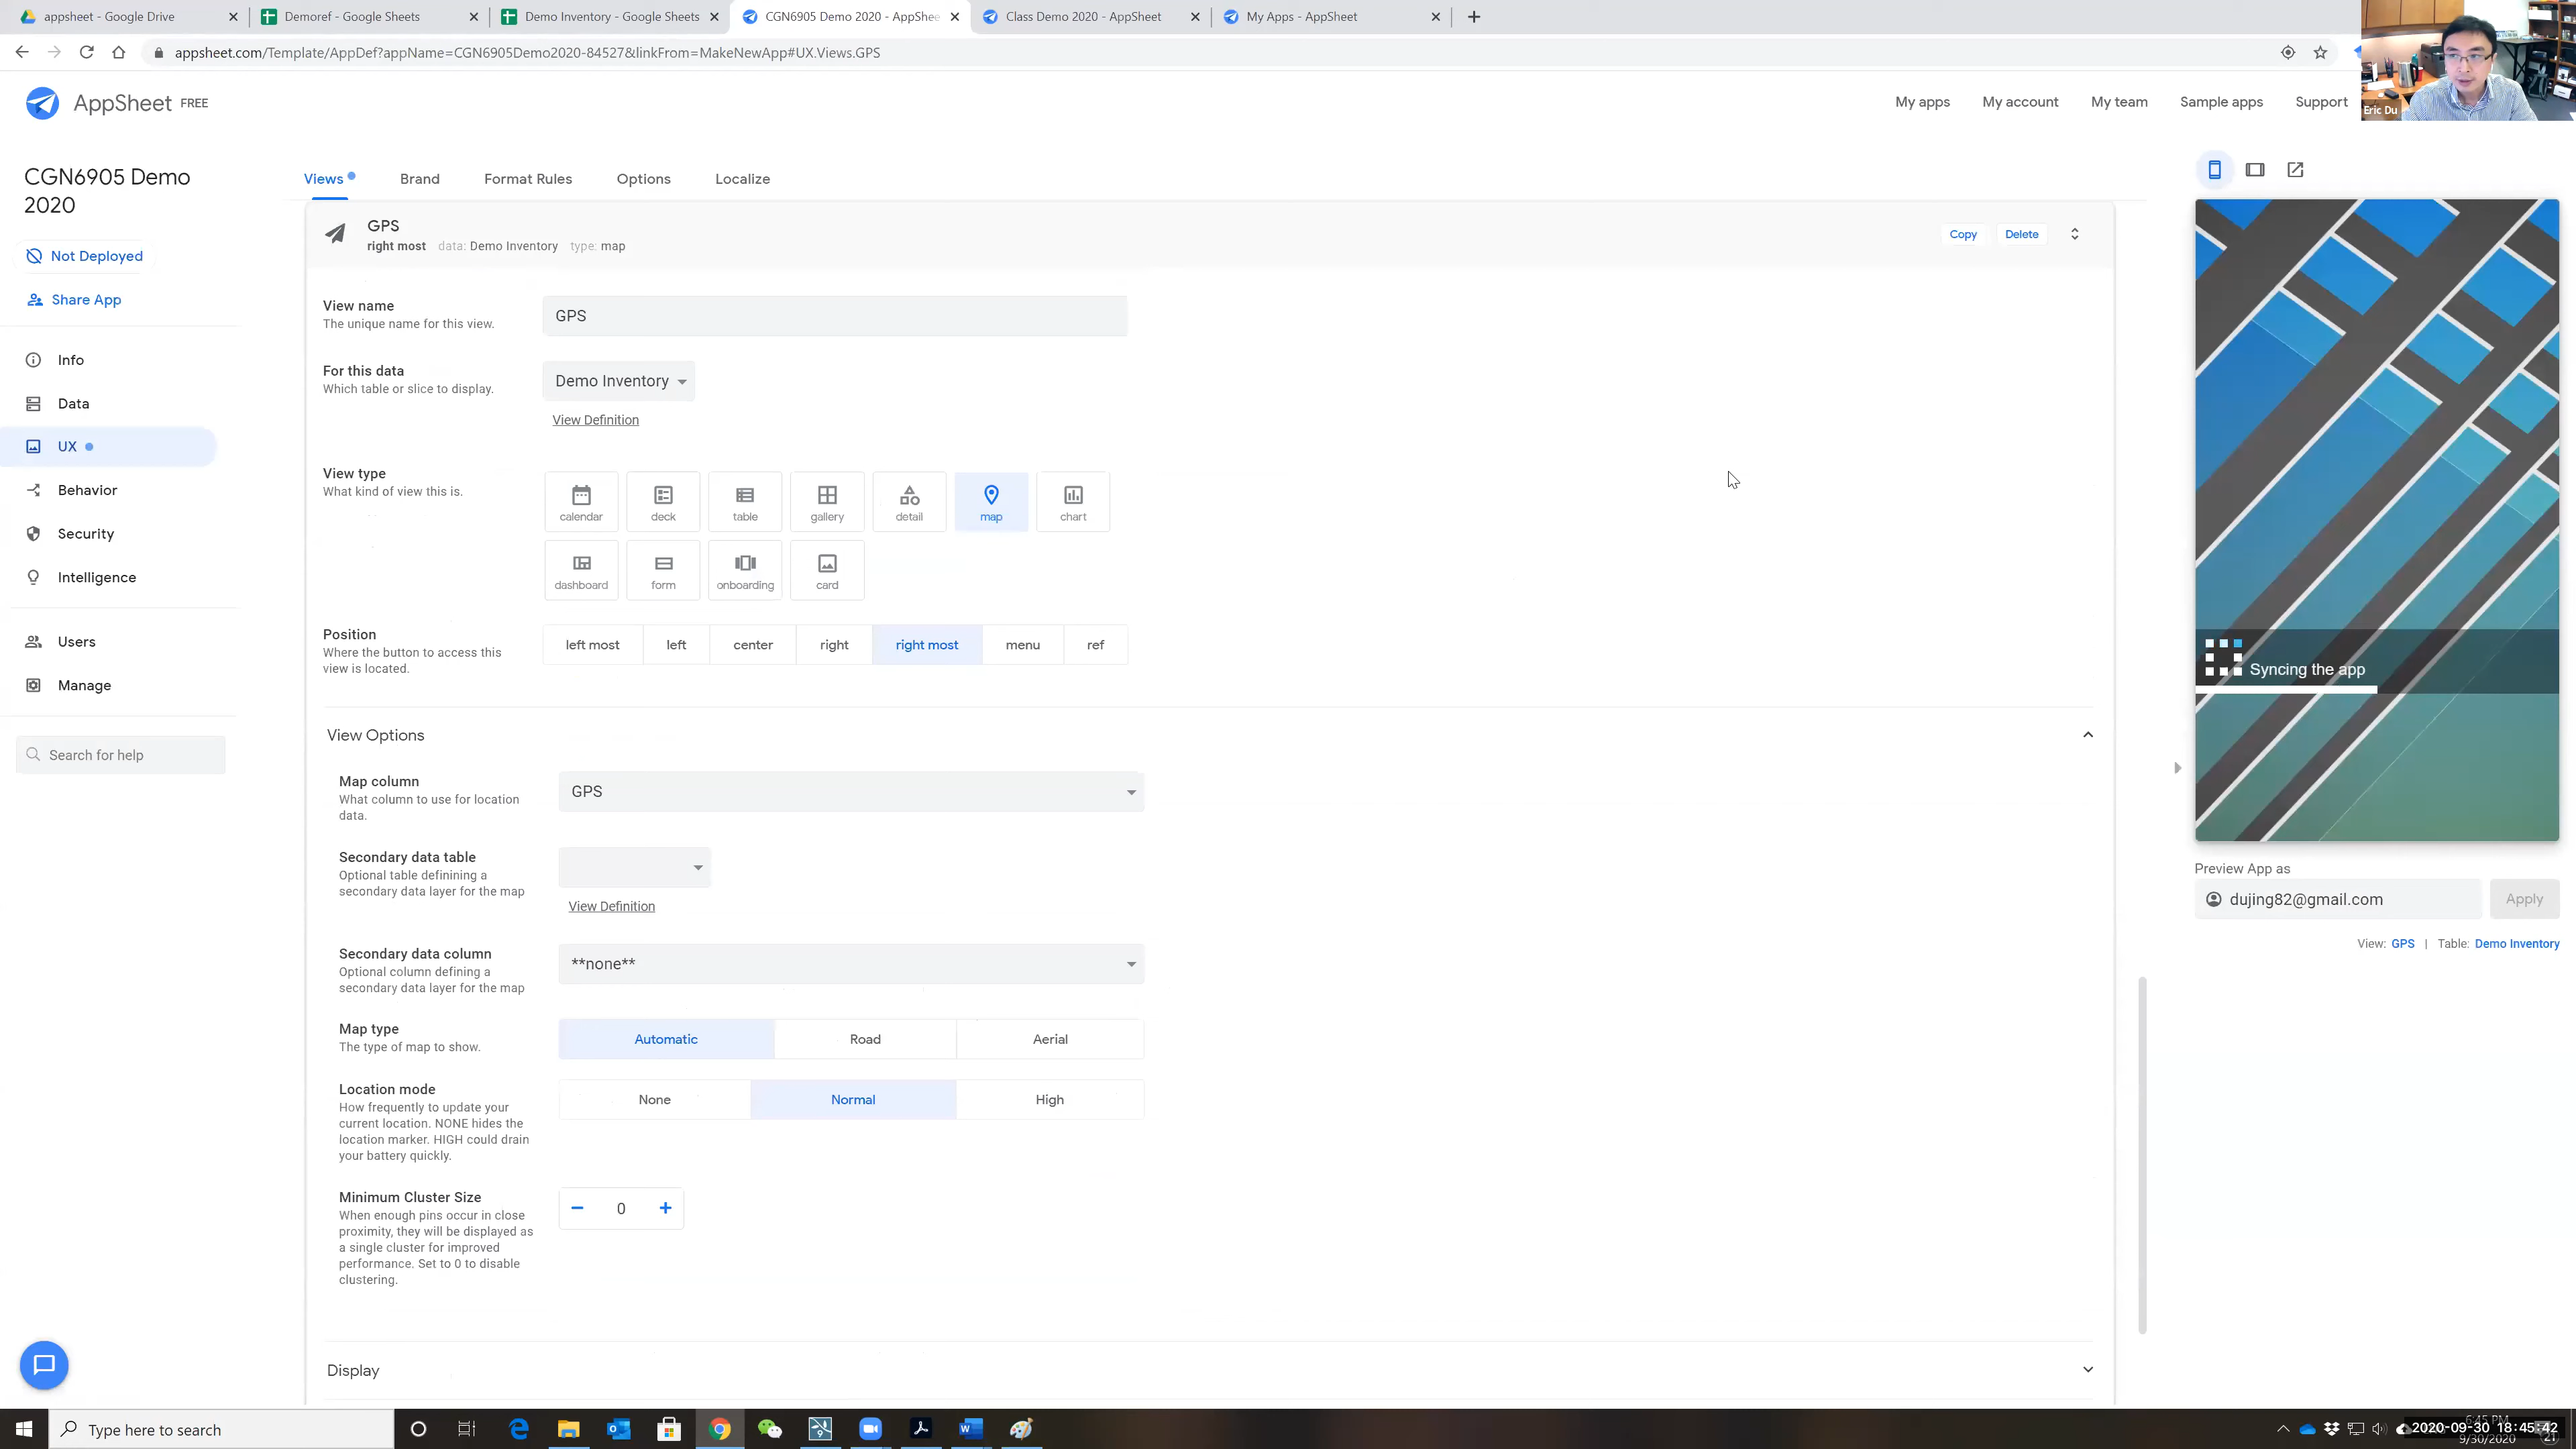 appsheet - Google Drive
Demoref - Google Sheets
Demo Inventory - Google Sheets
CGN6905 Demo 2020 - AppShee
Class Demo 2020 - AppSheet
My Apps - AppSheet
appsheet.com/Template/AppDef?appName=CGN6905Demo2020-84527&linkFrom=MakeNewApp#UX.Views.GPS
Eric Du
AppSheet FREE
My apps
My account
My team
Sample apps
Support
CGN6905 Demo
2020
Not Deployed
Share App
Info
Data
UX
Behavior
Security
Intelligence
Users
Manage
Search for help
Views
Brand
Format Rules
Options
Localize
GPS
right most data: Demo Inventory type: map
Copy
Delete
View name
The unique name for this view.
GPS
For this data
Which table or slice to display.
Demo Inventory
View Definition
View type
What kind of view this is.
calendar
deck
table
gallery
detail
map
chart
dashboard
form
onboarding
card
Position
Where the button to access this
view is located.
left most
left
center
right
right most
menu
ref
View Options
Map column
What column to use for location
data.
GPS
Secondary data table
Optional table definining a
secondary data layer for the map
View Definition
Secondary data column
Optional column defining a
secondary data layer for the map
**none**
Map type
The type of map to show.
Automatic
Road
Aerial
Location mode
How frequently to update your
current location. NONE hides the
location marker. HIGH could drain
your battery quickly.
None
Normal
High
Minimum Cluster Size
When enough pins occur in close
proximity, they will be displayed as
a single cluster for improved
performance. Set to 0 to disable
clustering.
0
Display
Syncing the app
Preview App as
dujing82@gmail.com
Apply
View: GPS | Table: Demo Inventory
Type here to search
6:45 PM
2020-09-30 18:45:42
9/30/2020
21